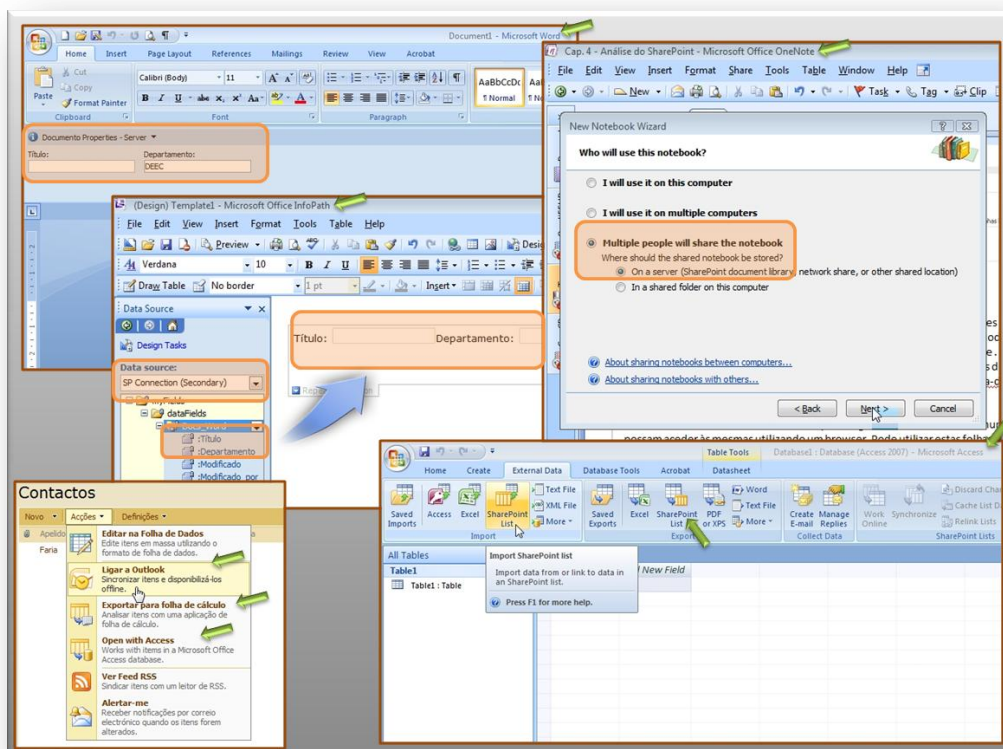 Document1 - Microsoft Word
Home Insert Page Layout References Mailings Review View Acrobat
Paste
Cut
Copy
Format Painter
Clipboard
Calibri (Body) 11
B I U abc x, x² Aa
Font
Paragraph
AaBbCcDc
¶ Normal
Documento Properties - Server
Título: Departamento:
DEEC
(Design) Template1 - Microsoft Office InfoPath
File Edit View Insert Format Tools Table Help
Preview
Verdana 10 B I U
Draw Table No border 1 pt Insert
Data Source
Design Tasks
Data source:
SP Connection (Secondary)
myFields
dataFields
Docs_Word
:Título
:Departamento
:Modificado
:Modificado_por
Título: Departamento:
Cap. 4 - Análise do SharePoint - Microsoft Office OneNote
File Edit View Insert Format Share Tools Table Window Help
New Task Tag Clip
New Notebook Wizard
Who will use this notebook?
I will use it on this computer
I will use it on multiple computers
Multiple people will share the notebook
Where should the shared notebook be stored?
On a server (SharePoint document library, network share, or other shared location)
In a shared folder on this computer
About sharing notebooks between computers...
About sharing notebooks with others...
< Back Next > Cancel
possam aceder às mesmas utilizando um browser. Pode utilizar estas
Table Tools Database1 : Database (Access 2007) - Microsoft Access
Home Create External Data Database Tools Acrobat Datasheet
Saved Imports
Access
Excel
SharePoint List
Text File
XML File
More
Import
Saved Exports
Excel
SharePoint List
PDF or XPS
Word
Text File
More
Export
Create E-mail
Manage Replies
Collect Data
Work Online
Synchronize
Discard
Cache List
Relink Lists
SharePoint Lists
All Tables
Table1
Table1 : Table
New Field
Import SharePoint list
Import data from or link to data in
an SharePoint list.
Press F1 for more help.
Contactos
Novo Acções Definições
Apelido
Faria
Editar na Folha de Dados
Edite itens em massa utilizando o
formato de folha de dados.
Ligar a Outlook
Sincronizar itens e disponibilizá-los
offline.
Exportar para folha de cálculo
Analisar itens com uma aplicação de
folha de cálculo.
Open with Access
Works with items in a Microsoft Office
Access database.
Ver Feed RSS
Sindicar itens com um leitor de RSS.
Alertar-me
Receber notificações por correio
electrónico quando os itens forem
alterados.